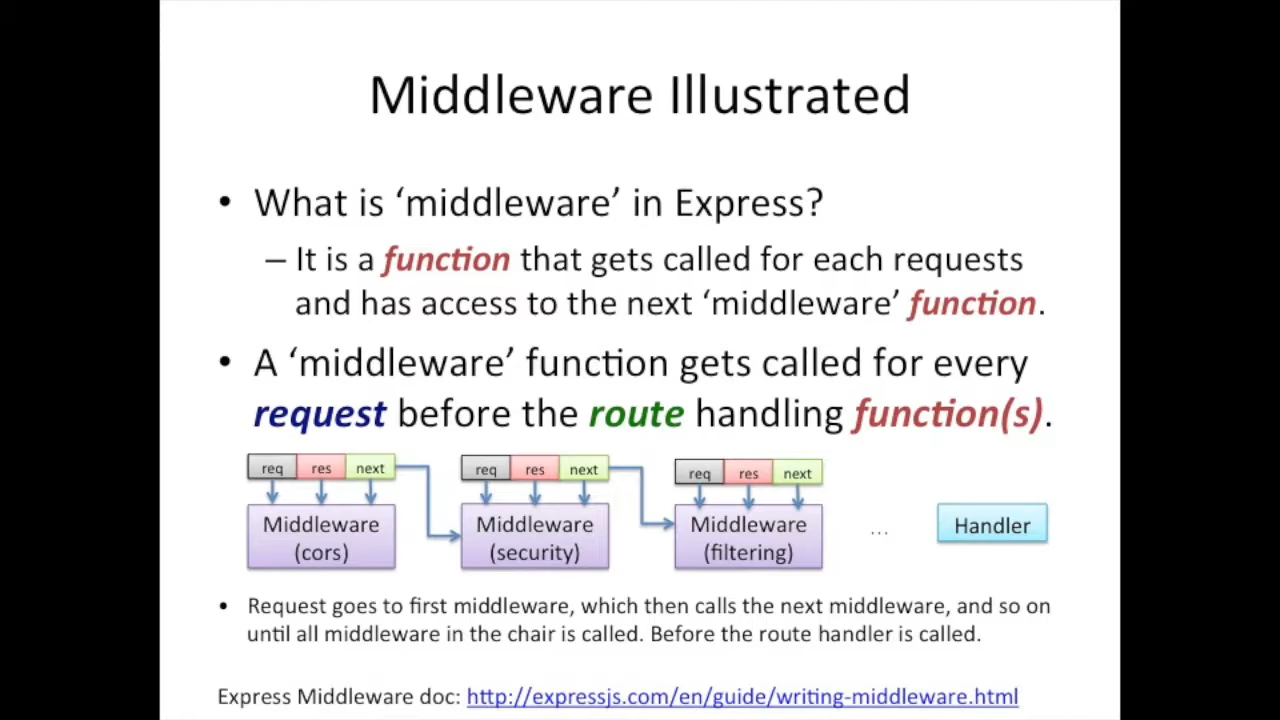 Middleware Illustrated
• What is ‘middleware’ in Express?
– It is a function that gets called for each requests
and has access to the next ‘middleware’ function.
• A ‘middleware’ function gets called for every
request before the route handling function(s).
req res next req res next req res next
Middleware Middleware Middleware ... Handler
(cors) (security) (filtering)
• Request goes to first middleware, which then calls the next middleware, and so on
until all middleware in the chair is called. Before the route handler is called.
Express Middleware doc: http://expressjs.com/en/guide/writing-middleware.html